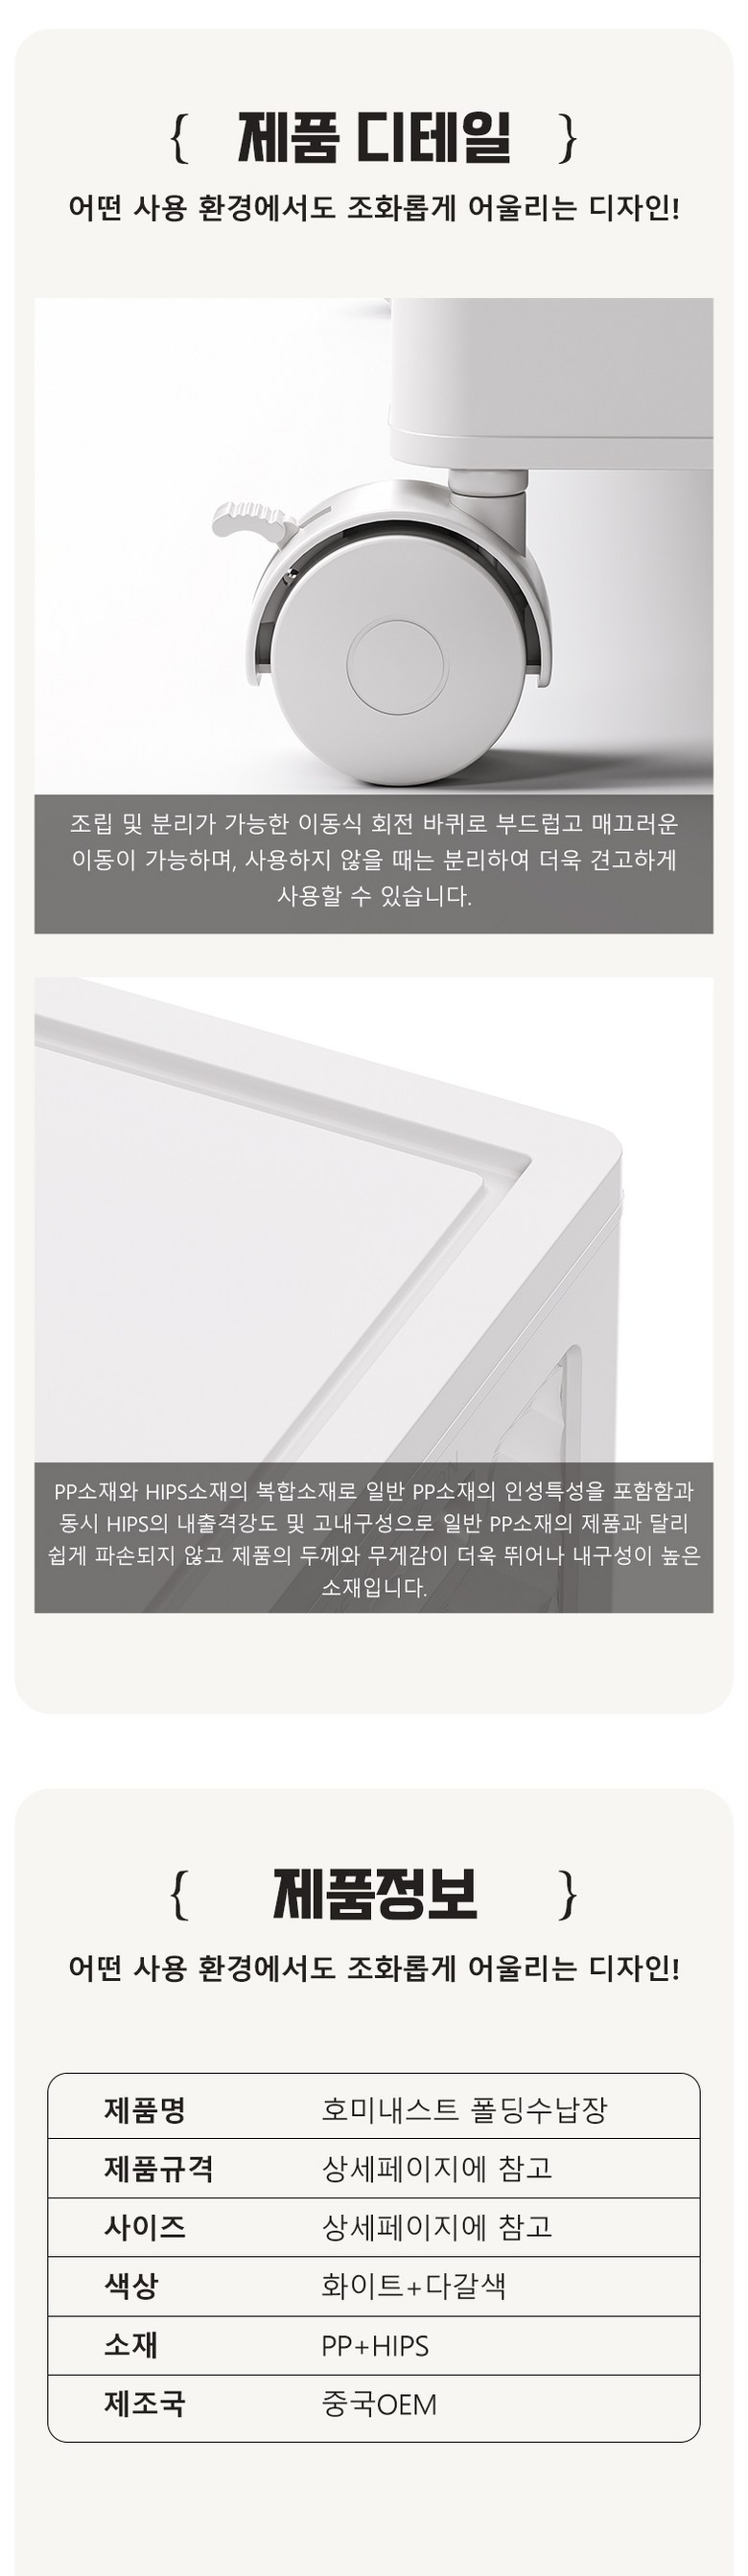 { 제품 디테일 }
어떤 사용 환경에서도 조화롭게 어울리는 디자인!
조립 및 분리가 가능한 이동식 회전 바퀴로 부드럽고 매끄러운
이동이 가능하며, 사용하지 않을 때는 분리하여 더욱 견고하게
사용할 수 있습니다.
PP소재와 HIPS소재의 복합소재로 일반 PP소재의 인성특성을 포함함과
동시 HIPS의 내출격강도 및 고내구성으로 일반 PP소재의 제품과 달리
쉽게 파손되지 않고 제품의 두께와 무게감이 더욱 뛰어나 내구성이 높은
소재입니다.
{ 제품정보 }
어떤 사용 환경에서도 조화롭게 어울리는 디자인!
제품명 호미내스트 폴딩수납장
제품규격 상세페이지에 참고
사이즈 상세페이지에 참고
색상 화이트+다갈색
소재 PP+HIPS
제조국 중국OEM